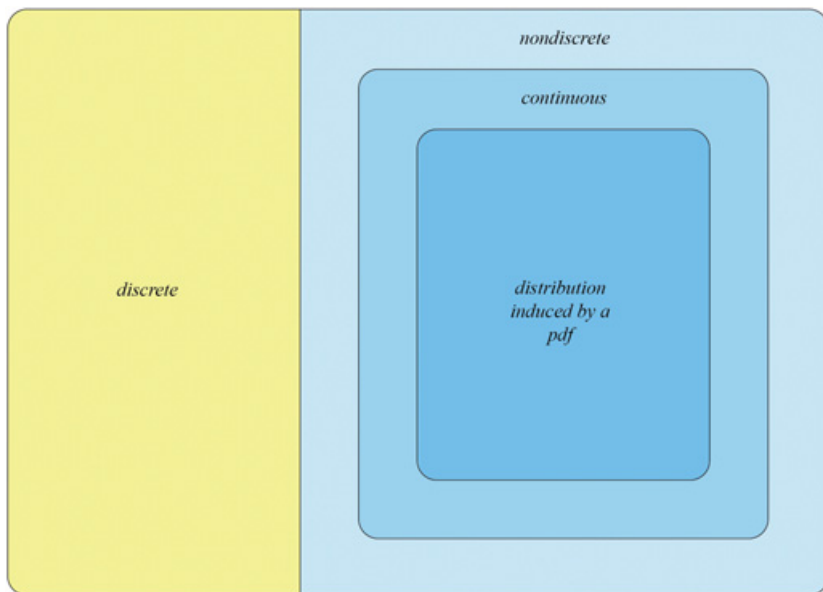 nondiscrete
continuous
discrete
distribution
induced by a
pdf